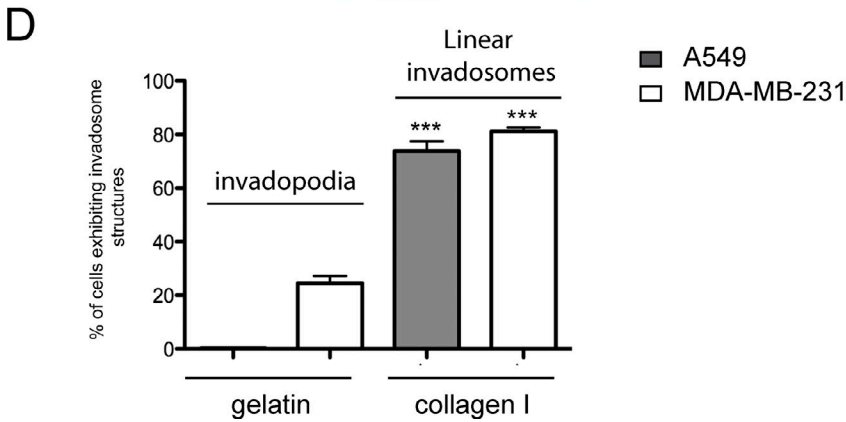 D
Linear
invadosomes
A549
MDA-MB-231
% of cells exhibiting invadosome
structures
100
80
60
40
20
0
invadopodia
***
***
gelatin
collagen I